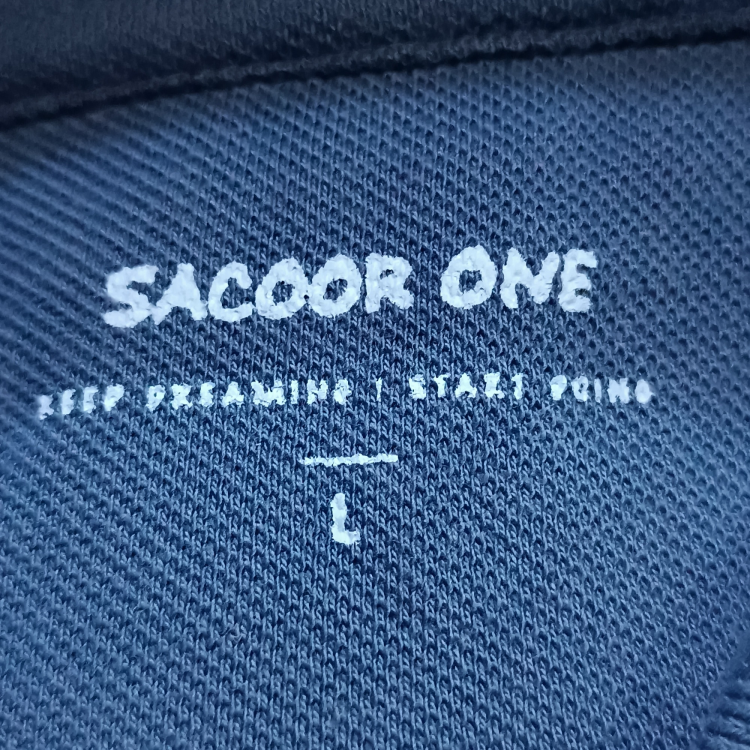 SACOOR ONE
KEEP DREAMING | START DOING
L